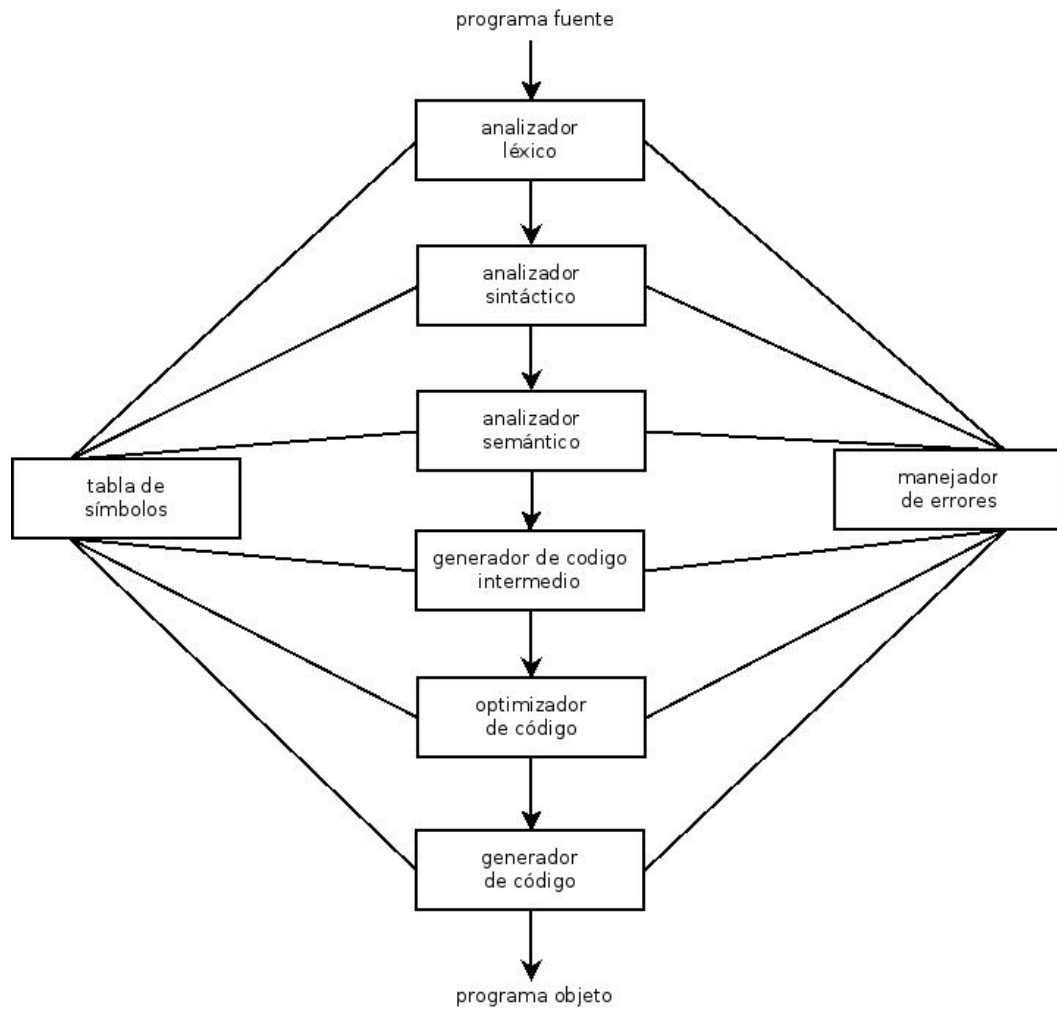 programa fuente
analizador
léxico
analizador
sintáctico
analizador
semántico
tabla de
símbolos
manejador
de errores
generador de codigo
intermedio
optimizador
de código
generador
de código
programa objeto